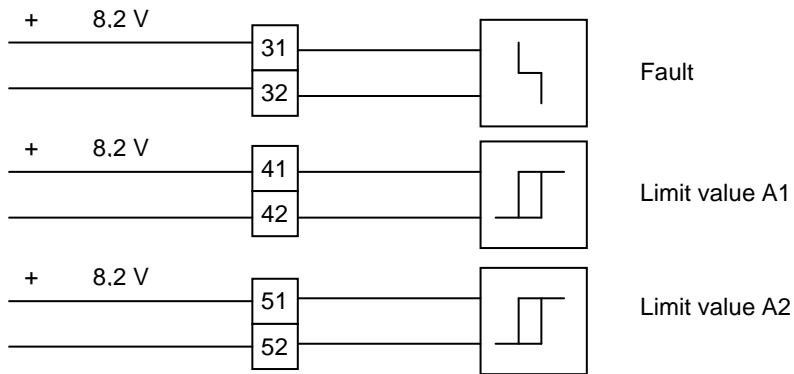 + 8,2 V
31
32
Fault
+ 8,2 V
41
42
Limit value A1
+ 8,2 V
51
52
Limit value A2